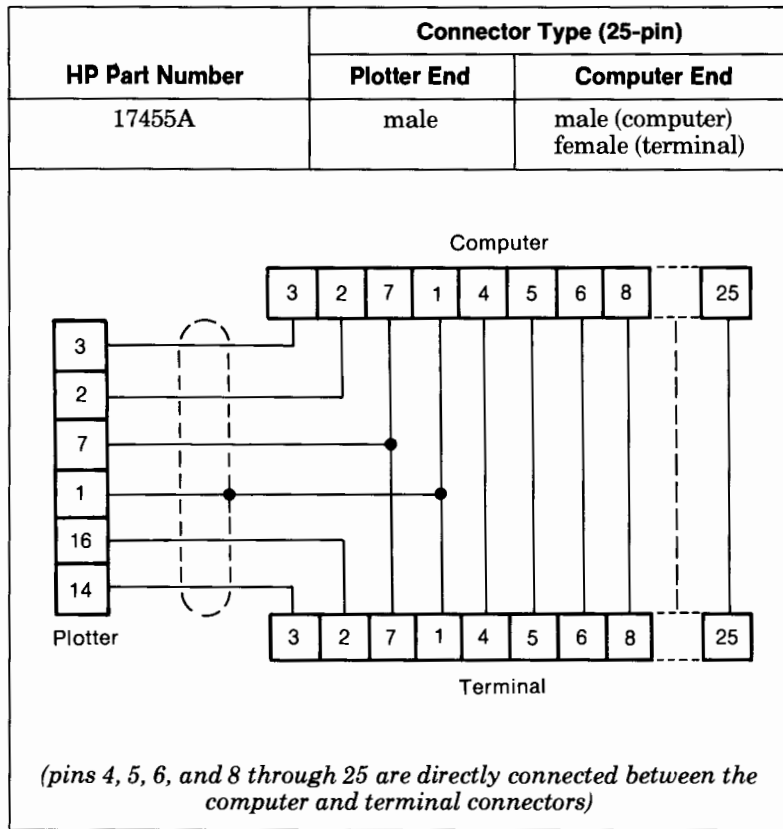 Connector Type (25-pin)
HP Part Number
Plotter End
Computer End
17455A
male
male (computer)
female (terminal)
Computer
3 2 7 1 4 5 6 8 25
3
2
7
1
16
14
Plotter
3 2 7 1 4 5 6 8 25
Terminal
(pins 4, 5, 6, and 8 through 25 are directly connected between the
computer and terminal connectors)